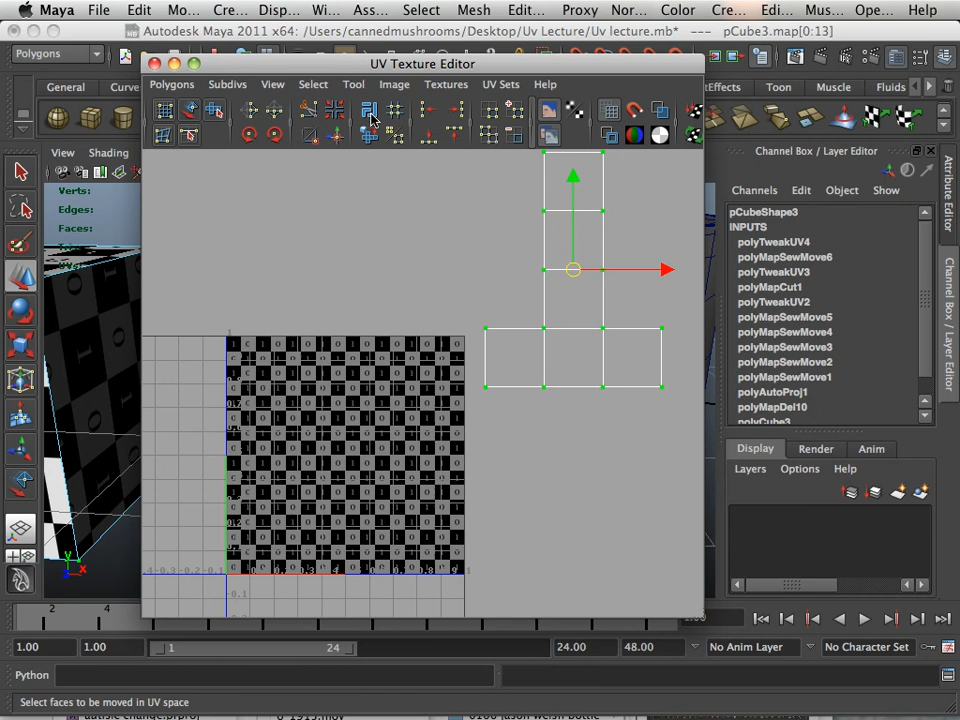 Maya File Edit Mo... Cre... Disp... Wi... Ass... Select Mesh Edit... Proxy Nor... Color Cre... Edi... Mus... Ope... Help
Autodesk Maya 2011 x64: /Users/cannedmushrooms/Desktop/Uv Lecture/Uv lecture.mb* --- pCube3.map[0:13]
Polygons
UV Texture Editor
General Curve
Effects Toon Muscle Fluids
Polygons Subdivs View Select Tool Image Textures UV Sets Help
View Shading
Verts:
Edges:
Faces:
Channel Box / Layer Editor
Channels Edit Object Show
pCubeShape3
INPUTS
polyTweakUV4
polyMapSewMove6
polyTweakUV3
polyMapCut1
polyTweakUV2
polyMapSewMove5
polyMapSewMove4
polyMapSewMove3
polyMapSewMove2
polyMapSewMove1
polyAutoProj1
polyMapDel10
polyCube3
Attribute Editor
Channel Box / Layer Editor
Display Render Anim
Layers Options Help
2 4
1.00 1.00 1 24 24.00 48.00 No Anim Layer No Character Set
Python
Select faces to be moved in UV space